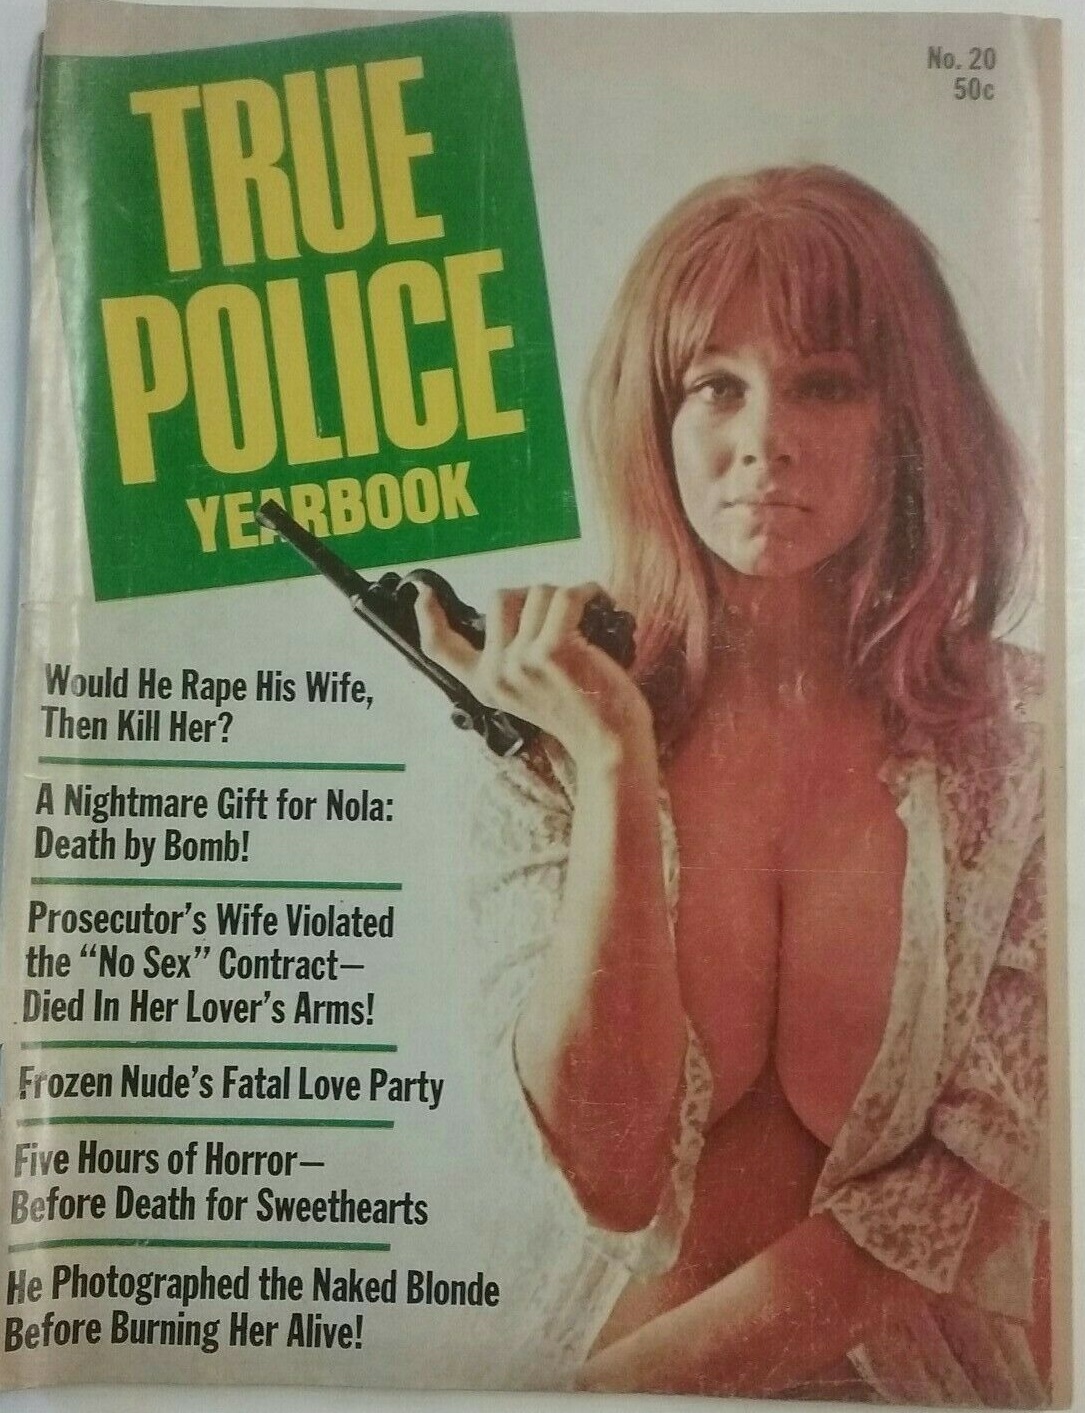 TRUE
POLICE
YEARBOOK
No. 20
50c
Would He Rape His Wife,
Then Kill Her?
A Nightmare Gift for Nola:
Death by Bomb!
Prosecutor's Wife Violated
the "No Sex" Contract—
Died In Her Lover's Arms!
Frozen Nude's Fatal Love Party
Five Hours of Horror—
Before Death for Sweethearts
He Photographed the Naked Blonde
Before Burning Her Alive!